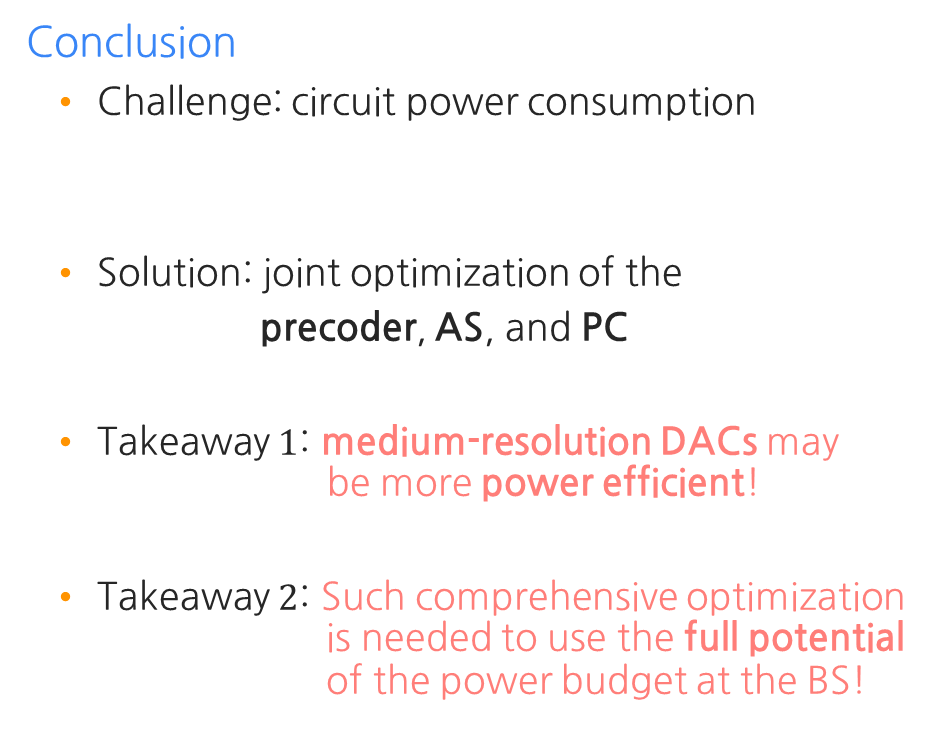 Conclusion
• Challenge: circuit power consumption
• Solution: joint optimization of the
precoder, AS, and PC
• Takeaway 1: medium-resolution DACs may
be more power efficient!
• Takeaway 2: Such comprehensive optimization
is needed to use the full potential
of the power budget at the BS!